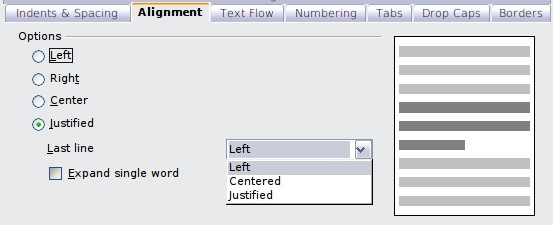 Indents & Spacing Alignment Text Flow Numbering Tabs Drop Caps Borders
Options
Left
Right
Center
Justified
Last line Left
Left
Expand single word
Centered
Justified